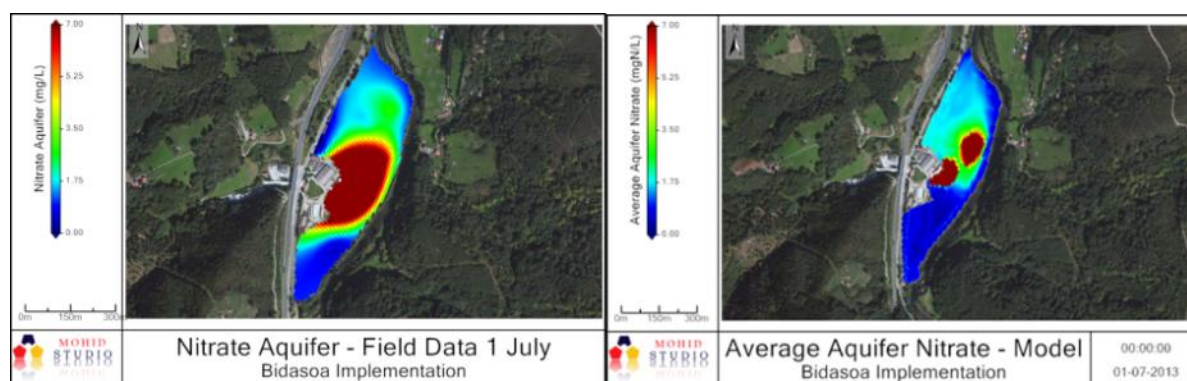 7.00
5.25
3.50
1.75
0.00
Nitrate Aquifer (mg/L)
N
0m 150m 300m
MOHID
STUDIO
Nitrate Aquifer - Field Data 1 July
Bidasoa Implementation
7.00
5.25
3.50
1.75
0.00
Average Aquifer Nitrate (mgN/L)
N
0m 150m 300m
MOHID
STUDIO
Average Aquifer Nitrate - Model
Bidasoa Implementation
00:00:00
01-07-2013